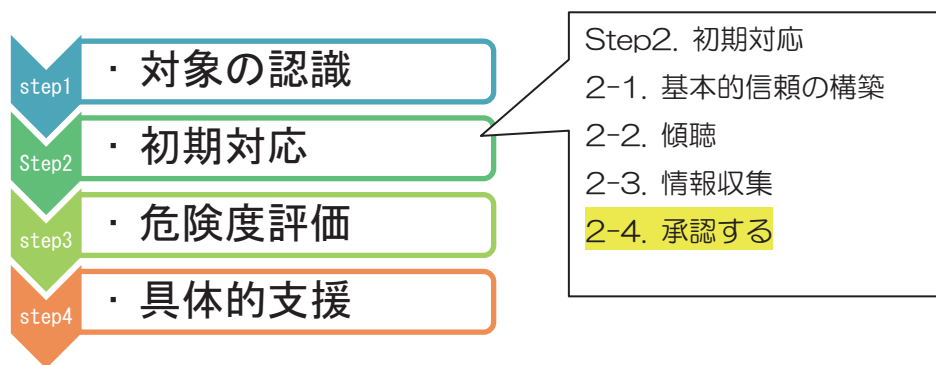 step1
・対象の認識
Step2
・初期対応
step3
・危険度評価
step4
・具体的支援
Step2. 初期対応
2-1. 基本的信頼の構築
2-2. 傾聴
2-3. 情報収集
2-4. 承認する